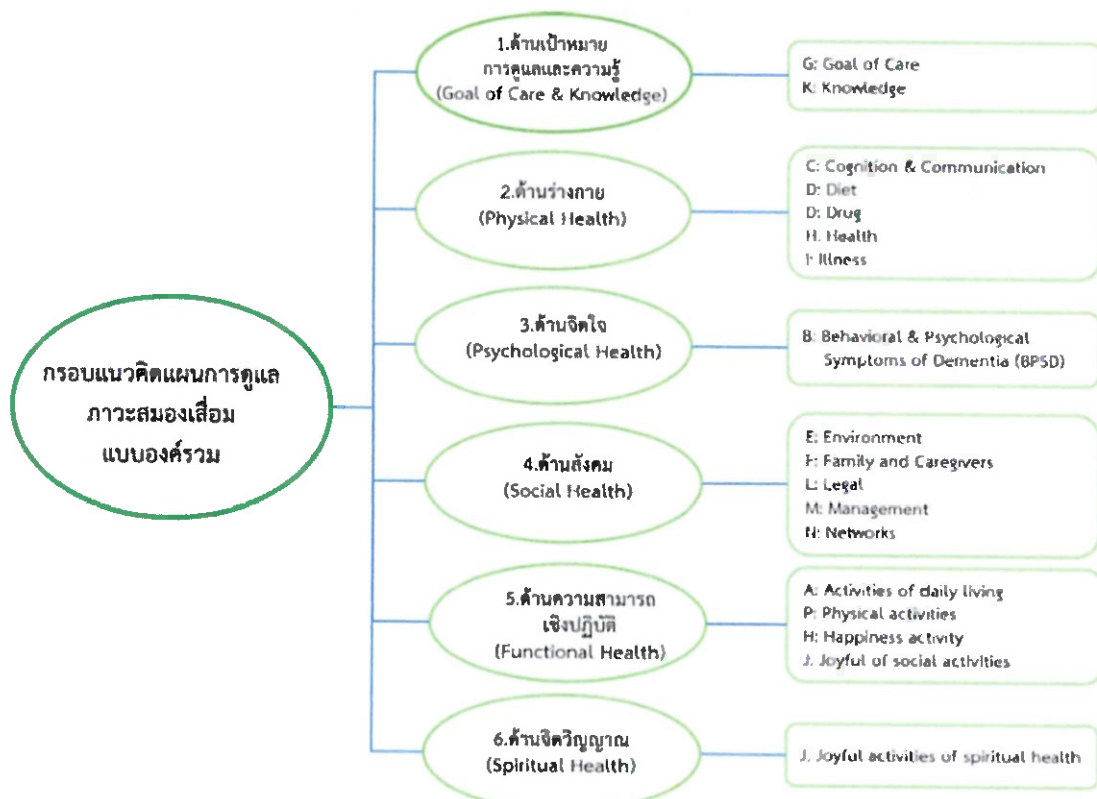 กรอบแนวคิดแผนการดูแล
ภาวะสมองเสื่อม
แบบองค์รวม
1.ด้านเป้าหมาย
การดูแลและความรู้
(Goal of Care & Knowledge)
G: Goal of Care
K: Knowledge
2.ด้านร่างกาย
(Physical Health)
C: Cognition & Communication
D: Diet
D: Drug
H. Health
I: Illness
3.ด้านจิตใจ
(Psychological Health)
B: Behavioral & Psychological
Symptoms of Dementia (BPSD)
4.ด้านสังคม
(Social Health)
E: Environment
F: Family and Caregivers
L: Legal
M: Management
N: Networks
5.ด้านความสามารถ
เชิงปฏิบัติ
(Functional Health)
A: Activities of daily living
P: Physical activities
H: Happiness activity
J. Joyful of social activities
6.ด้านจิตวิญญาณ
(Spiritual Health)
J. Joyful activities of spiritual health